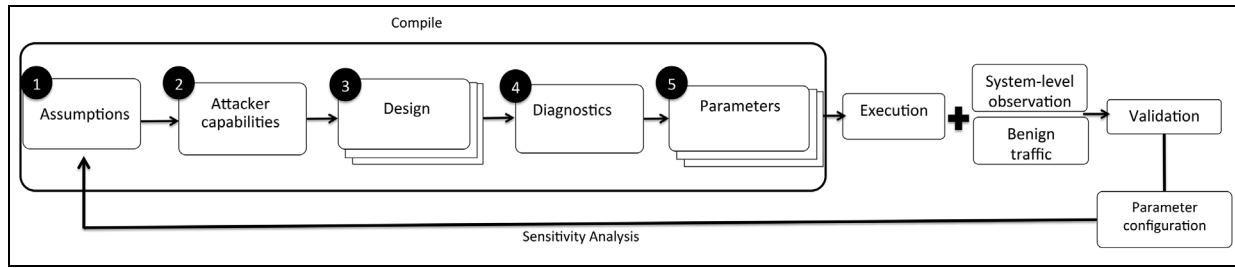 Compile
1
Assumptions
2
Attacker
capabilities
3
Design
4
Diagnostics
5
Parameters
Execution
System-level
observation
Benign
traffic
Validation
Parameter
configuration
Sensitivity Analysis